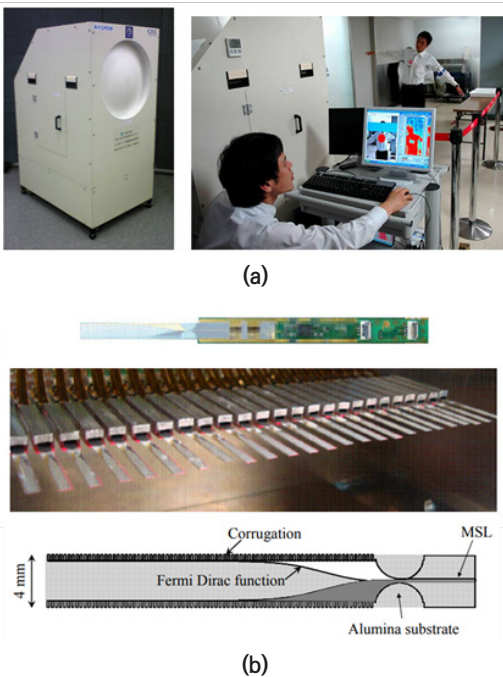 (a)
Corrugation
MSL
Fermi Dirac function
4 mm
Alumina substrate
(b)